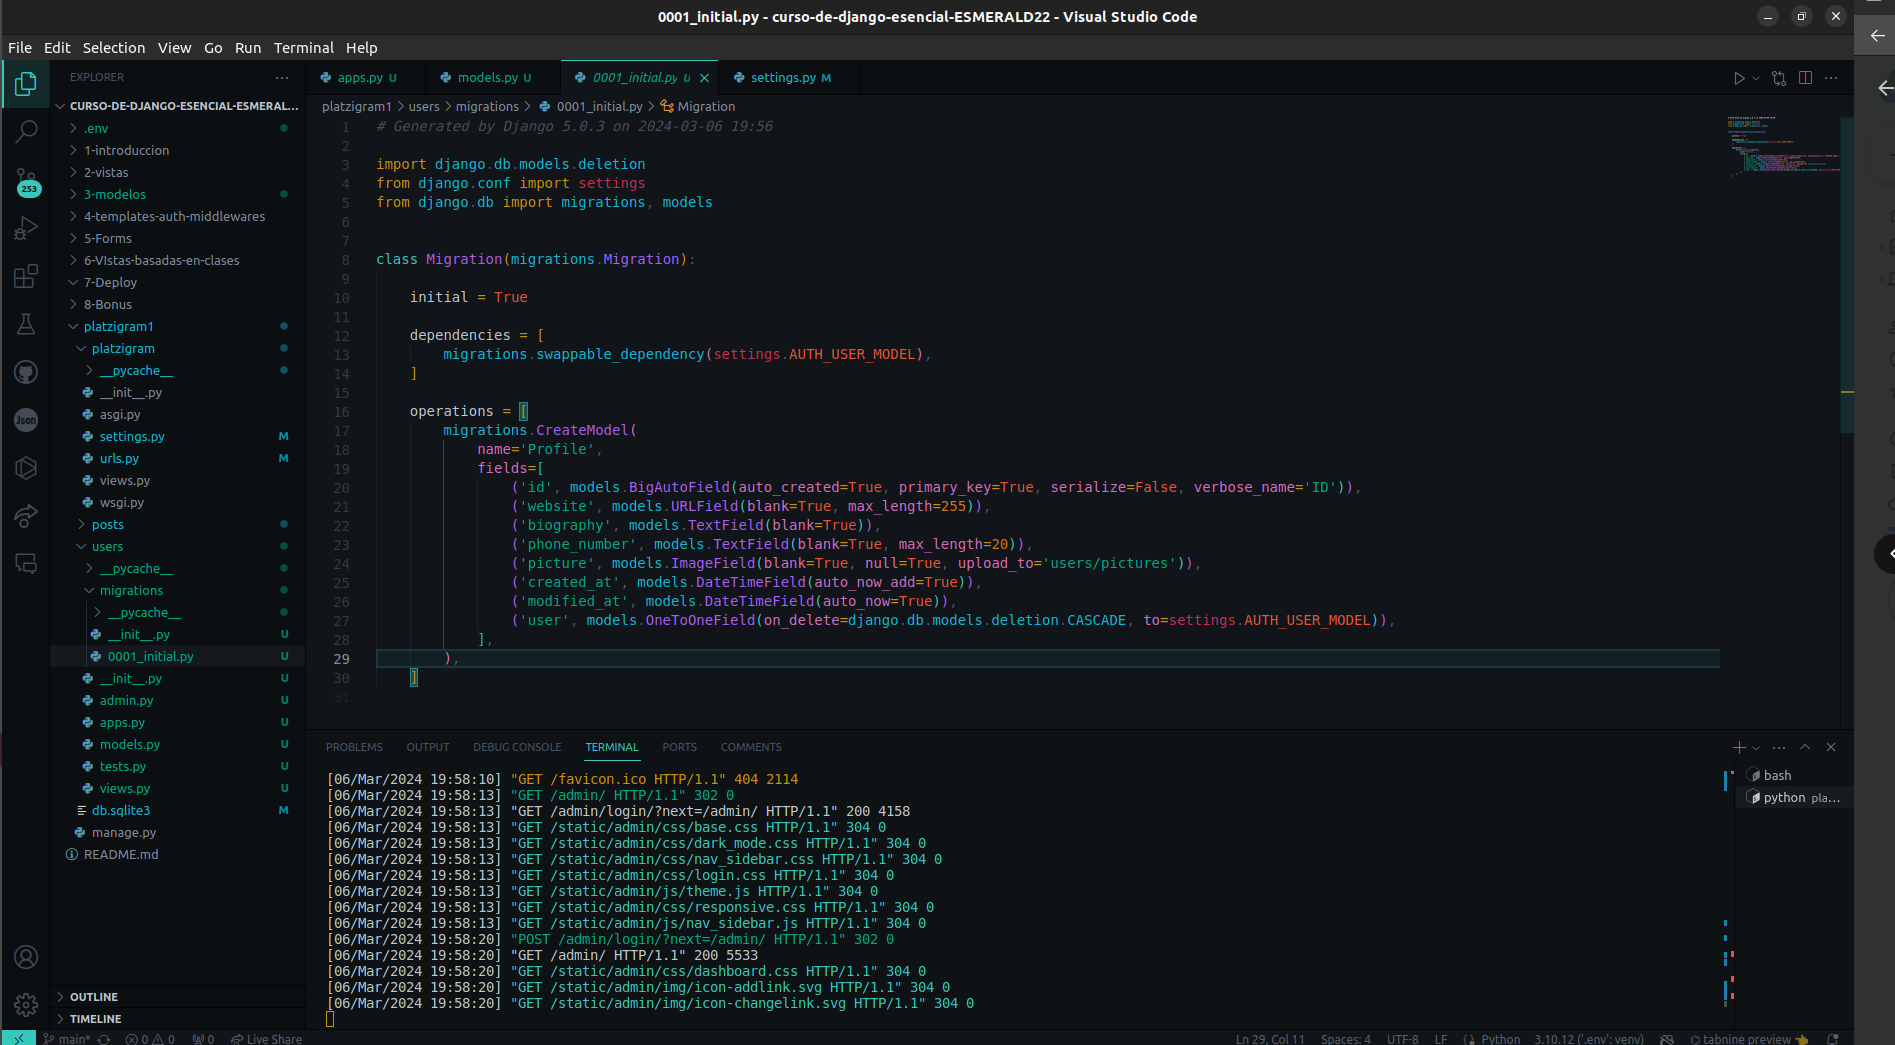 0001_initial.py - curso-de-django-esencial-ESMERALD22 - Visual Studio Code
File Edit Selection View Go Run Terminal Help
EXPLORER
CURSO-DE-DJANGO-ESENCIAL-ESMERAL...
.env
1-introduccion
2-vistas
3-modelos
4-templates-auth-middlewares
5-Forms
6-VIstas-basadas-en-clases
7-Deploy
8-Bonus
platzigram1
platzigram
__pycache__
__init__.py
asgi.py
settings.py M
urls.py M
views.py
wsgi.py
posts
users
__pycache__
migrations
__pycache__
__init__.py U
0001_initial.py U
__init__.py U
admin.py U
apps.py U
models.py U
tests.py U
views.py U
db.sqlite3 M
manage.py
README.md
OUTLINE
TIMELINE
253
Json
apps.py U models.py U 0001_initial.py U settings.py M
platzigram1 > users > migrations > 0001_initial.py > Migration
1 # Generated by Django 5.0.3 on 2024-03-06 19:56
2
3 import django.db.models.deletion
4 from django.conf import settings
5 from django.db import migrations, models
6
7
8 class Migration(migrations.Migration):
9
10 initial = True
11
12 dependencies = [
13 migrations.swappable_dependency(settings.AUTH_USER_MODEL),
14 ]
15
16 operations = [
17 migrations.CreateModel(
18 name='Profile',
19 fields=[
20 ('id', models.BigAutoField(auto_created=True, primary_key=True, serialize=False, verbose_name='ID')),
21 ('website', models.URLField(blank=True, max_length=255)),
22 ('biography', models.TextField(blank=True)),
23 ('phone_number', models.TextField(blank=True, max_length=20)),
24 ('picture', models.ImageField(blank=True, null=True, upload_to='users/pictures')),
25 ('created_at', models.DateTimeField(auto_now_add=True)),
26 ('modified_at', models.DateTimeField(auto_now=True)),
27 ('user', models.OneToOneField(on_delete=django.db.models.deletion.CASCADE, to=settings.AUTH_USER_MODEL)),
28 ],
29 ),
30 ]
31
PROBLEMS OUTPUT DEBUG CONSOLE TERMINAL PORTS COMMENTS
[06/Mar/2024 19:58:10] "GET /favicon.ico HTTP/1.1" 404 2114
[06/Mar/2024 19:58:13] "GET /admin/ HTTP/1.1" 302 0
[06/Mar/2024 19:58:13] "GET /admin/login/?next=/admin/ HTTP/1.1" 200 4158
[06/Mar/2024 19:58:13] "GET /static/admin/css/base.css HTTP/1.1" 304 0
[06/Mar/2024 19:58:13] "GET /static/admin/css/dark_mode.css HTTP/1.1" 304 0
[06/Mar/2024 19:58:13] "GET /static/admin/css/nav_sidebar.css HTTP/1.1" 304 0
[06/Mar/2024 19:58:13] "GET /static/admin/css/login.css HTTP/1.1" 304 0
[06/Mar/2024 19:58:13] "GET /static/admin/js/theme.js HTTP/1.1" 304 0
[06/Mar/2024 19:58:13] "GET /static/admin/css/responsive.css HTTP/1.1" 304 0
[06/Mar/2024 19:58:13] "GET /static/admin/js/nav_sidebar.js HTTP/1.1" 304 0
[06/Mar/2024 19:58:20] "POST /admin/login/?next=/admin/ HTTP/1.1" 302 0
[06/Mar/2024 19:58:20] "GET /admin/ HTTP/1.1" 200 5533
[06/Mar/2024 19:58:20] "GET /static/admin/css/dashboard.css HTTP/1.1" 304 0
[06/Mar/2024 19:58:20] "GET /static/admin/img/icon-addlink.svg HTTP/1.1" 304 0
[06/Mar/2024 19:58:20] "GET /static/admin/img/icon-changelink.svg HTTP/1.1" 304 0
bash
python pla...
main* 0 0 0 Live Share Ln 29, Col 11 Spaces: 4 UTF-8 LF Python 3.10.12 ('.env': venv) tabnine preview